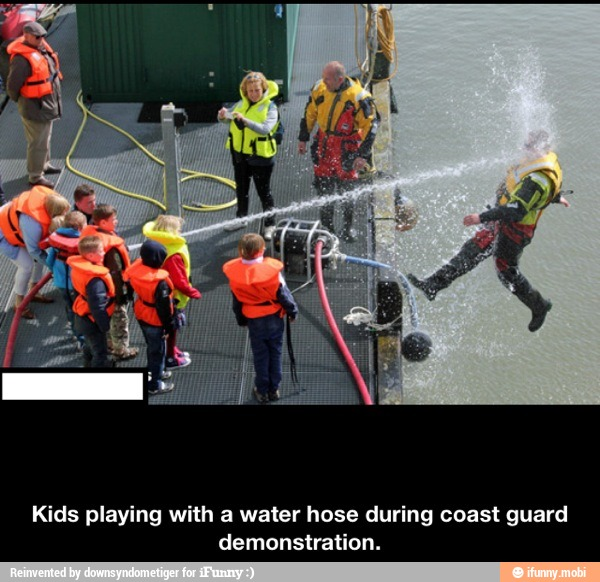 Kids playing with a water hose during coast guard
demonstration.
Reinvented by downsyndometiger for iFunny :)
ifunny.mobi